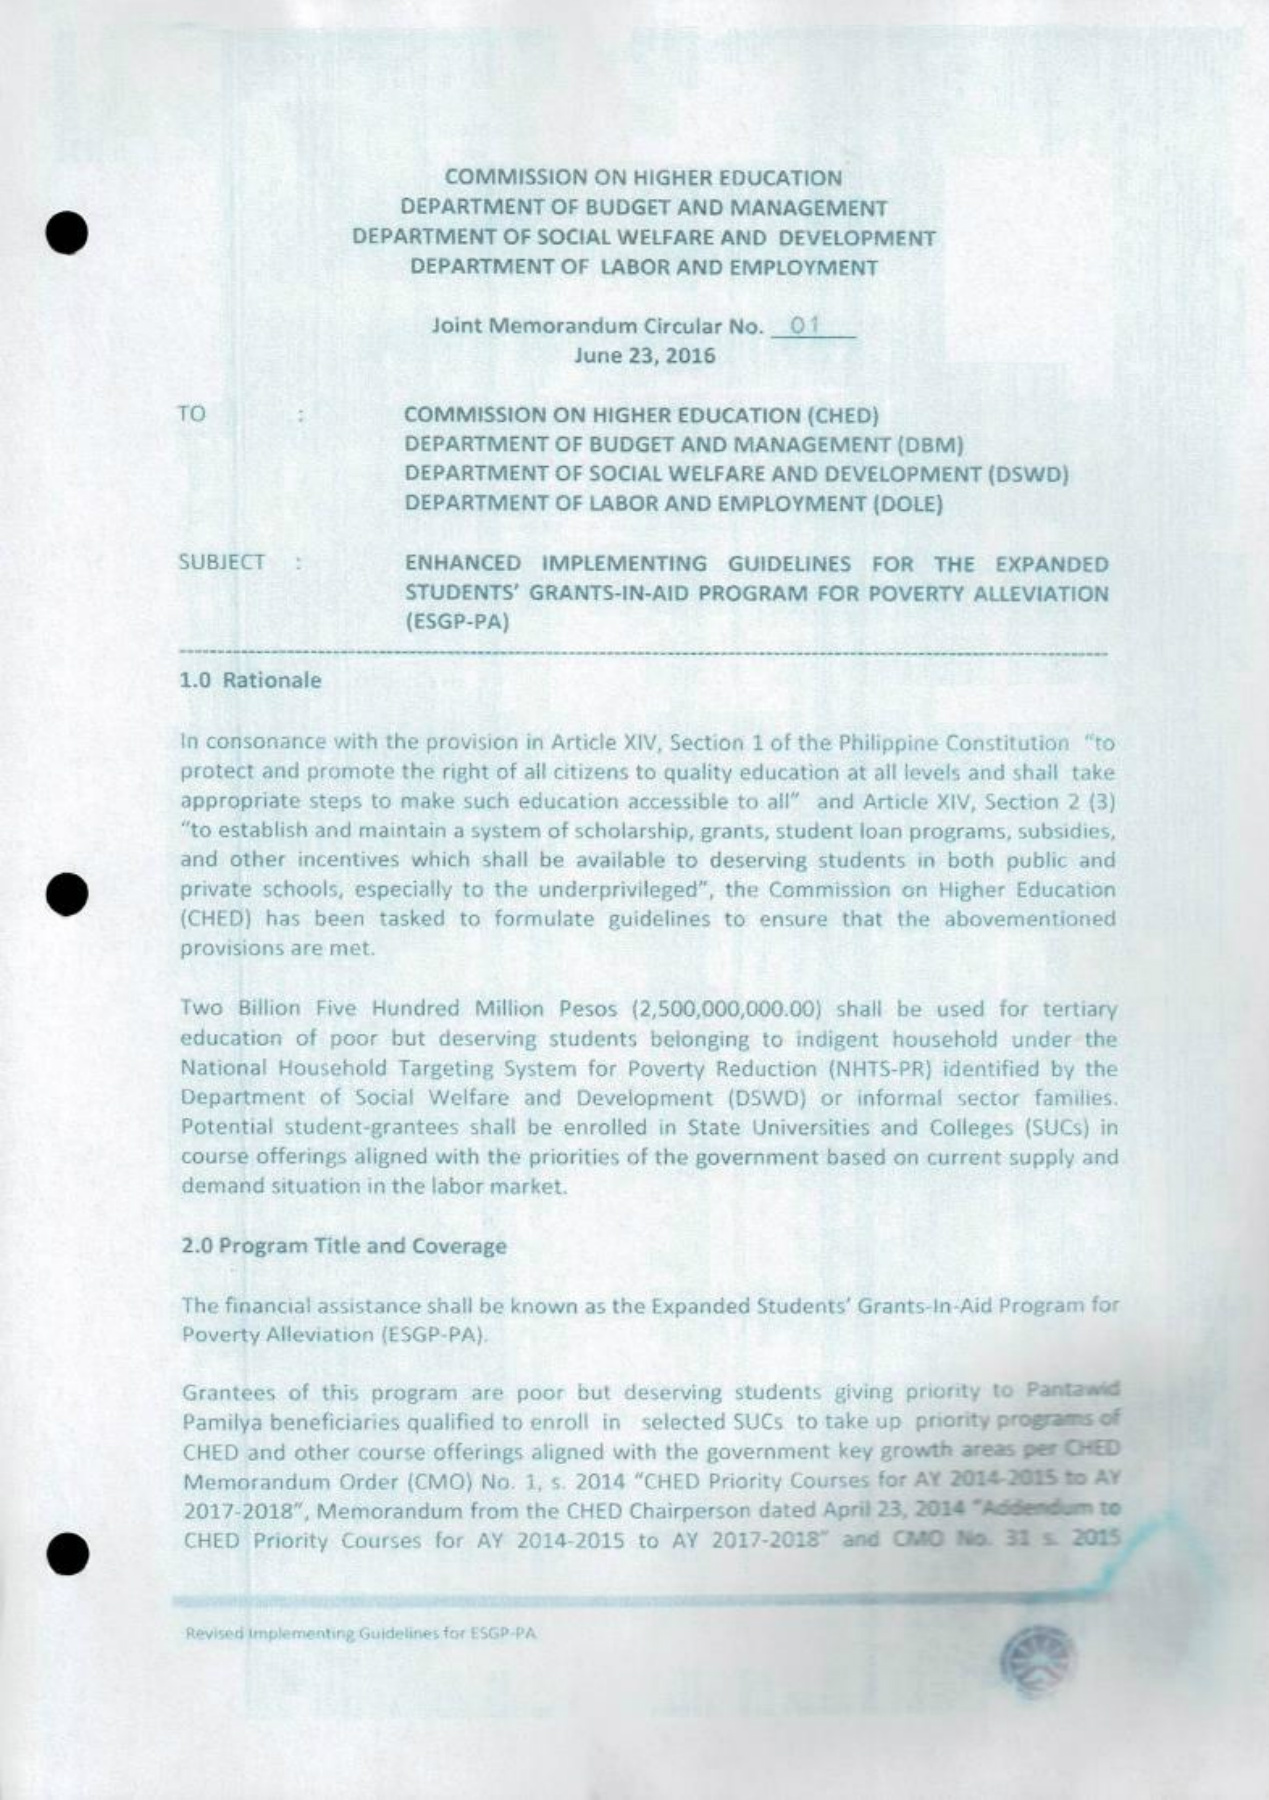 COMMISSION ON HIGHER EDUCATION
DEPARTMENT OF BUDGET AND MANAGEMENT
DEPARTMENT OF SOCIAL WELFARE AND DEVELOPMENT
DEPARTMENT OF LABOR AND EMPLOYMENT
Joint Memorandum Circular No. 01
June 23, 2016
TO : COMMISSION ON HIGHER EDUCATION (CHED)
DEPARTMENT OF BUDGET AND MANAGEMENT (DBM)
DEPARTMENT OF SOCIAL WELFARE AND DEVELOPMENT (DSWD)
DEPARTMENT OF LABOR AND EMPLOYMENT (DOLE)
SUBJECT : ENHANCED IMPLEMENTING GUIDELINES FOR THE EXPANDED
STUDENTS' GRANTS-IN-AID PROGRAM FOR POVERTY ALLEVIATION
(ESGP-PA)
1.0 Rationale
In consonance with the provision in Article XIV, Section 1 of the Philippine Constitution "to
protect and promote the right of all citizens to quality education at all levels and shall take
appropriate steps to make such education accessible to all" and Article XIV, Section 2 (3)
"to establish and maintain a system of scholarship, grants, student loan programs, subsidies,
and other incentives which shall be available to deserving students in both public and
private schools, especially to the underprivileged", the Commission on Higher Education
(CHED) has been tasked to formulate guidelines to ensure that the abovementioned
provisions are met.
Two Billion Five Hundred Million Pesos (2,500,000,000.00) shall be used for tertiary
education of poor but deserving students belonging to indigent household under the
National Household Targeting System for Poverty Reduction (NHTS-PR) identified by the
Department of Social Welfare and Development (DSWD) or informal sector families.
Potential student-grantees shall be enrolled in State Universities and Colleges (SUCs) in
course offerings aligned with the priorities of the government based on current supply and
demand situation in the labor market.
2.0 Program Title and Coverage
The financial assistance shall be known as the Expanded Students' Grants-In-Aid Program for
Poverty Alleviation (ESGP-PA).
Grantees of this program are poor but deserving students giving priority to Pantawid
Pamilya beneficiaries qualified to enroll in selected SUCs to take up priority programs of
CHED and other course offerings aligned with the government key growth areas per CHED
Memorandum Order (CMO) No. 1, s. 2014 "CHED Priority Courses for AY 2014-2015 to AY
2017-2018", Memorandum from the CHED Chairperson dated April 23, 2014 "Addendum to
CHED Priority Courses for AY 2014-2015 to AY 2017-2018" and CMO No. 31 s. 2015
Revised Implementing Guidelines for ESGP-PA